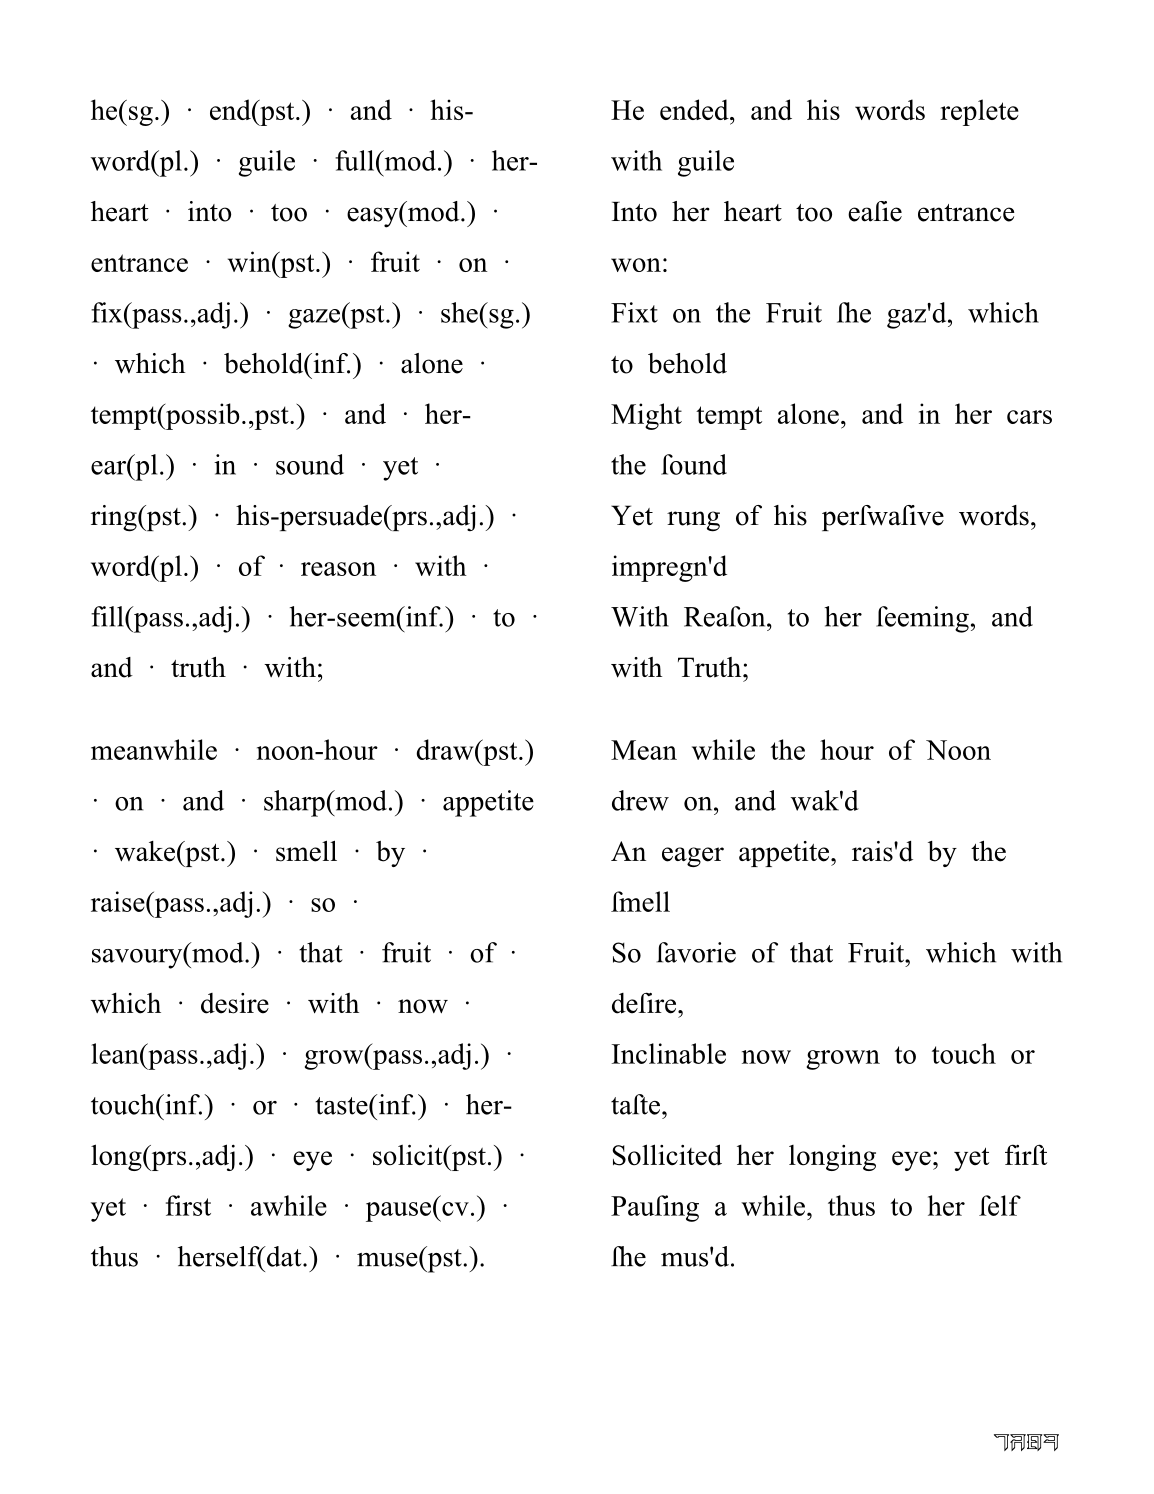 he(sg.) · end(pst.) · and · his-
word(pl.) · guile · full(mod.) · her-
heart · into · too · easy(mod.) ·
entrance · win(pst.) · fruit · on ·
fix(pass.,adj.) · gaze(pst.) · she(sg.)
· which · behold(inf.) · alone ·
tempt(possib.,pst.) · and · her-
ear(pl.) · in · sound · yet ·
ring(pst.) · his-persuade(prs.,adj.) ·
word(pl.) · of · reason · with ·
fill(pass.,adj.) · her-seem(inf.) · to ·
and · truth · with;
meanwhile · noon-hour · draw(pst.)
· on · and · sharp(mod.) · appetite
· wake(pst.) · smell · by ·
raise(pass.,adj.) · so ·
savoury(mod.) · that · fruit · of ·
which · desire · with · now ·
lean(pass.,adj.) · grow(pass.,adj.) ·
touch(inf.) · or · taste(inf.) · her-
long(prs.,adj.) · eye · solicit(pst.) ·
yet · first · awhile · pause(cv.) ·
thus · herself(dat.) · muse(pst.).
He ended, and his words replete
with guile
Into her heart too eaſie entrance
won:
Fixt on the Fruit ſhe gaz'd, which
to behold
Might tempt alone, and in her cars
the ſound
Yet rung of his perſwaſive words,
impregn'd
With Reaſon, to her ſeeming, and
with Truth;
Mean while the hour of Noon
drew on, and wak'd
An eager appetite, rais'd by the
ſmell
So ſavorie of that Fruit, which with
deſire,
Inclinable now grown to touch or
taſte,
Sollicited her longing eye; yet firſt
Pauſing a while, thus to her ſelf
ſhe mus'd.